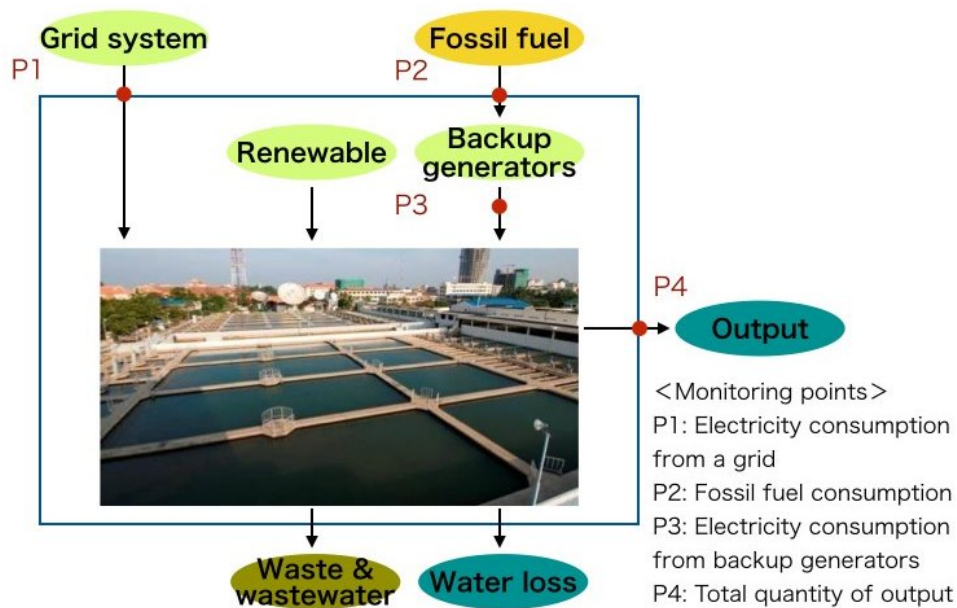 Grid system
Fossil fuel
P1
P2
Renewable
Backup
generators
P3
P4
Output
<Monitoring points>
P1: Electricity consumption
from a grid
P2: Fossil fuel consumption
P3: Electricity consumption
from backup generators
P4: Total quantity of output
Waste &
wastewater
Water loss